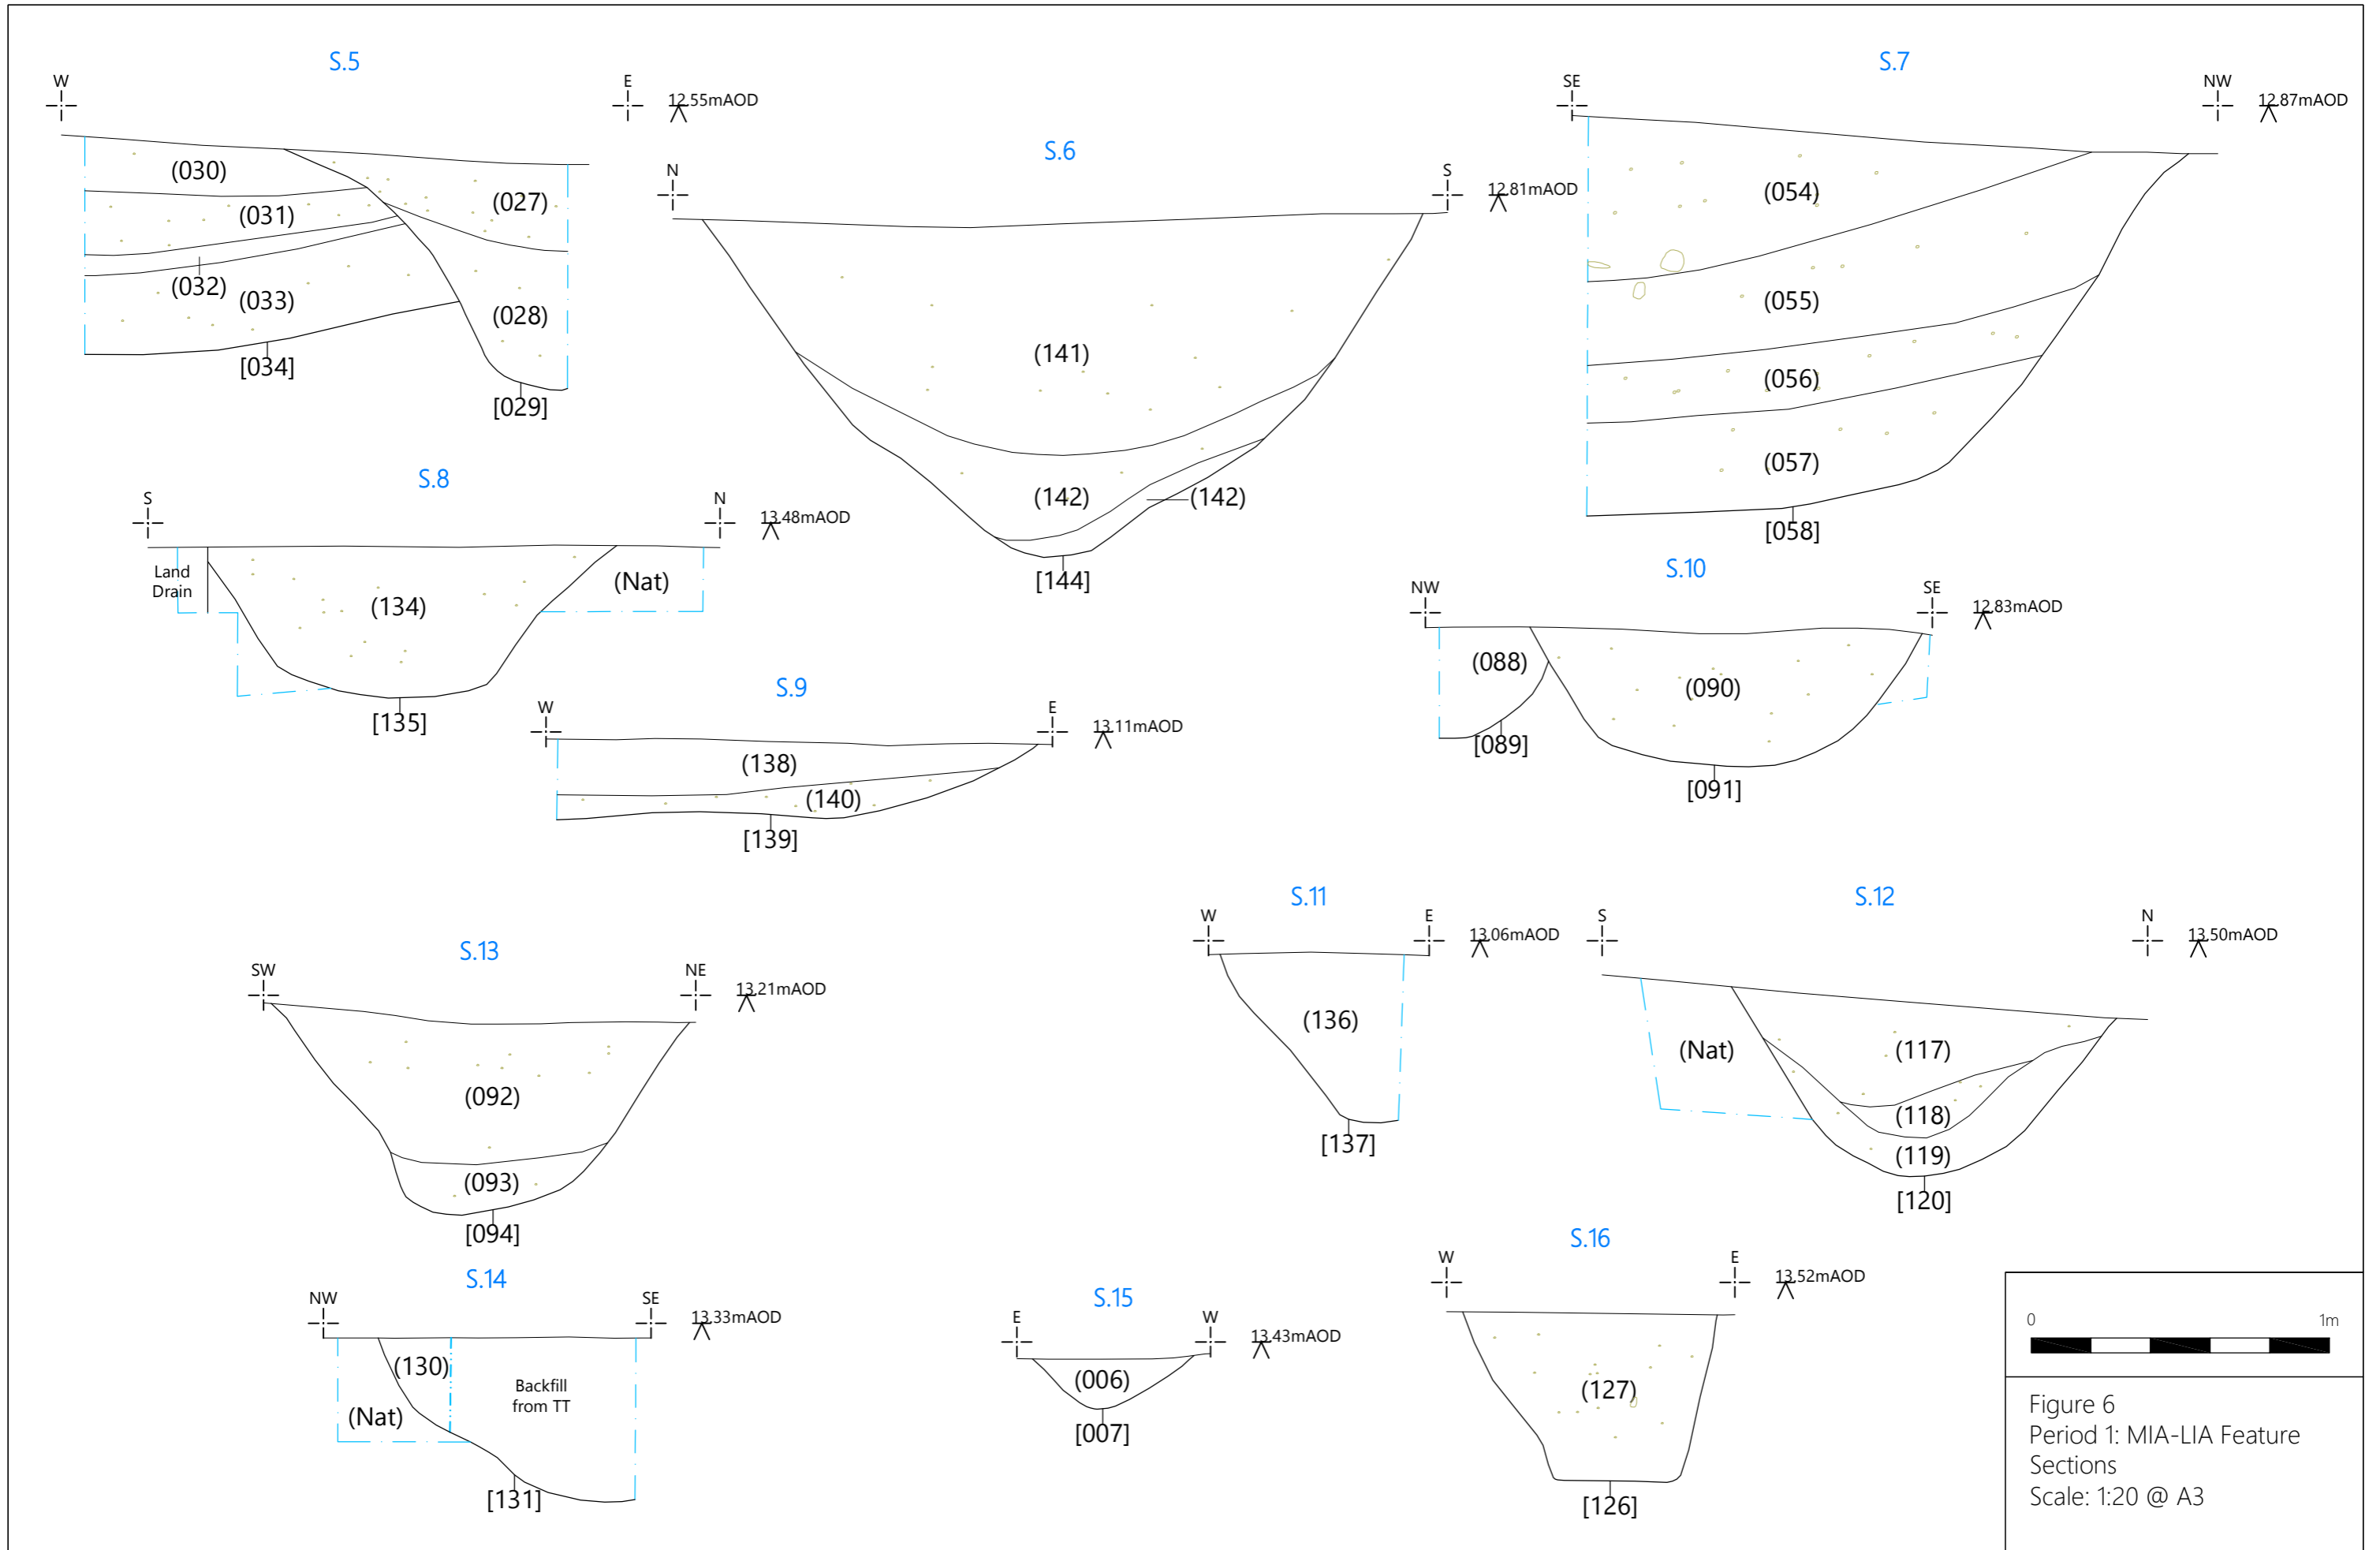 S.5
W
E
12.55mAOD
(030)
(031)
(032)
(033)
[034]
(027)
(028)
[029]
S.6
N
S
12.81mAOD
(141)
(142)
(142)
[144]
S.7
SE
NW
12.87mAOD
(054)
(055)
(056)
(057)
[058]
S.8
S
N
13.48mAOD
Land
Drain
(134)
(Nat)
[135]
S.9
W
E
13.11mAOD
(138)
(140)
[139]
S.10
NW
SE
12.83mAOD
(088)
[089]
(090)
[091]
S.11
W
E
13.06mAOD
(136)
[137]
S.12
S
N
13.50mAOD
(Nat)
(117)
(118)
(119)
[120]
S.13
SW
NE
13.21mAOD
(092)
(093)
[094]
S.14
NW
SE
13.33mAOD
(130)
(Nat)
Backfill
from TT
[131]
S.15
E
W
13.43mAOD
(006)
[007]
S.16
W
E
13.52mAOD
(127)
[126]
0
1m
Figure 6
Period 1: MIA-LIA Feature
Sections
Scale: 1:20 @ A3